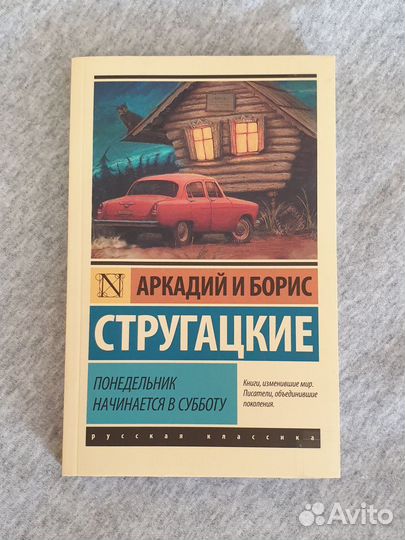 N
АРКАДИЙ И БОРИС
СТРУГАЦКИЕ
ПОНЕДЕЛЬНИК
НАЧИНАЕТСЯ В СУББОТУ
Книги, изменившие мир.
Писатели, объединившие
поколения.
русская классика
Avito